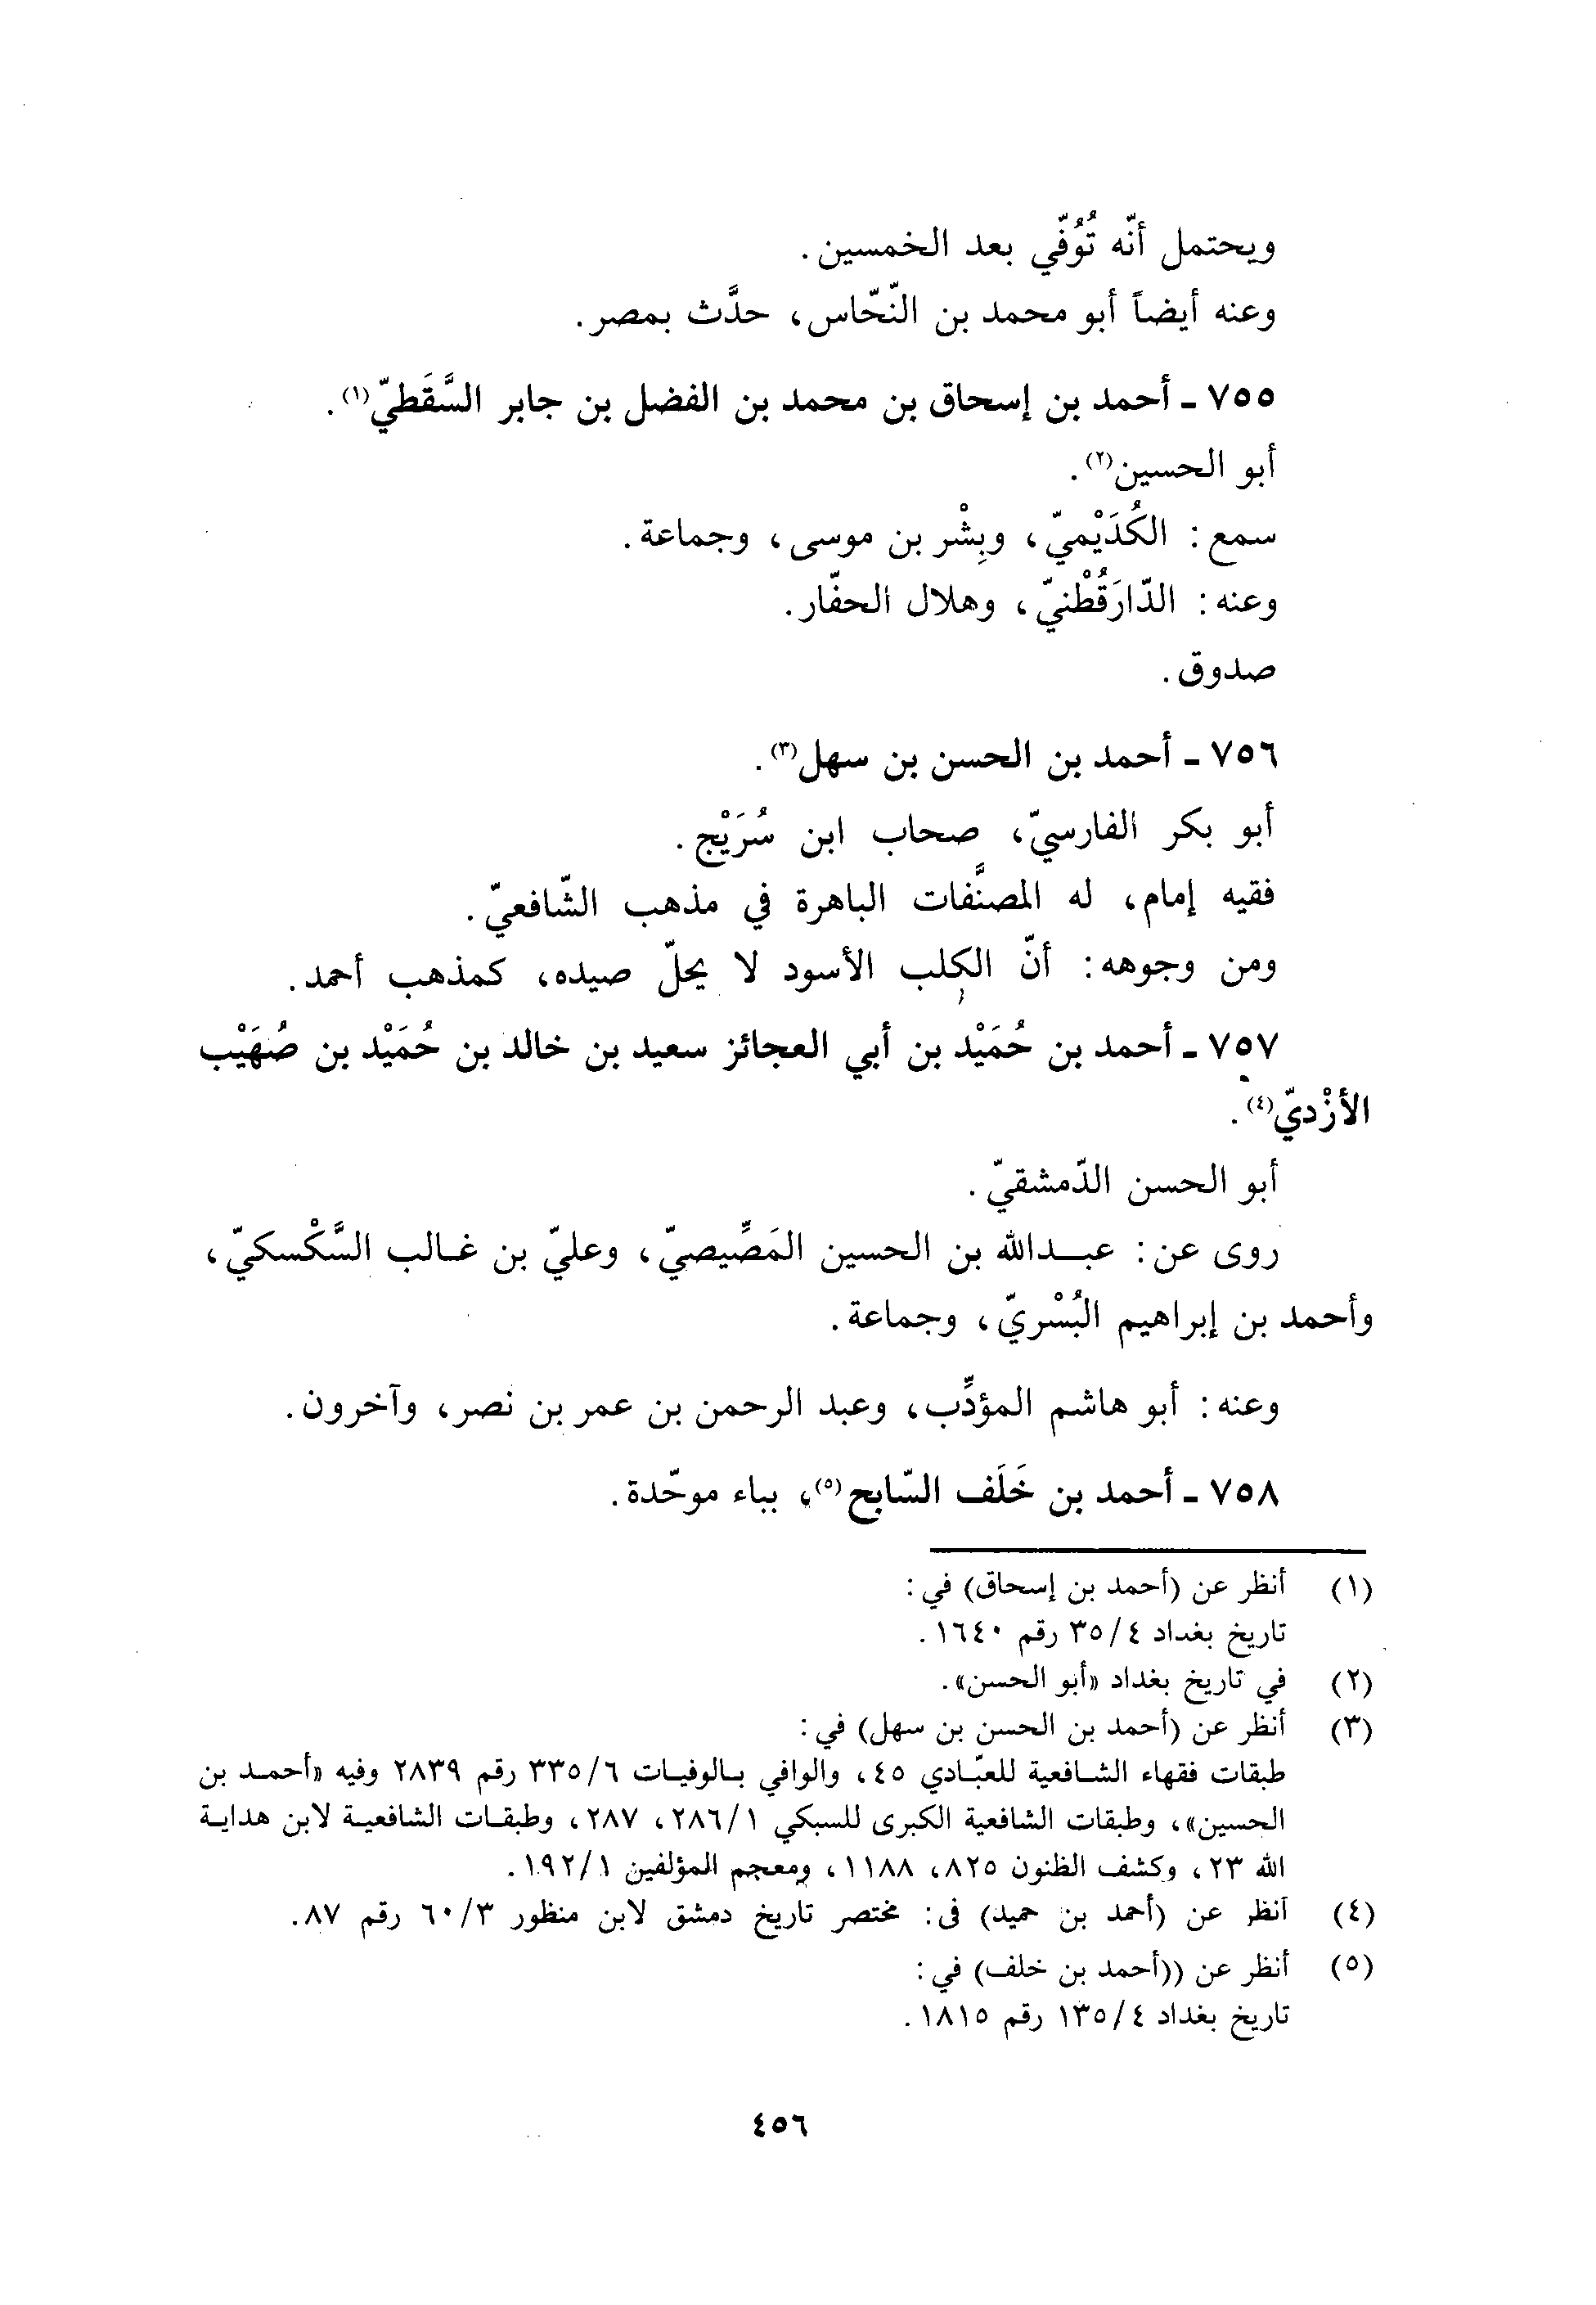 ويحتمل أنّه تُوُفّي بعد الخمسين.
وعنه أيضاً أبو محمد بن النّحّاس، حدَّث بمصر.
٧٥٥ ـ أحمد بن إسحاق بن محمد بن الفضل بن جابر السَّقَطيّ(١).
أبو الحسين(٢).
سمع: الكُدَيْميّ، وبِشْر بن موسى، وجماعة.
وعنه: الدّارَقُطْنيّ، وهلال الحفّار.
صدوق.
٧٥٦ ـ أحمد بن الحسن بن سهل(٣).
أبو بكر الفارسيّ، صحاب ابن سُرَيْج.
فقيه إمام، له المصنَّفات الباهرة في مذهب الشّافعيّ.
ومن وجوهه: أنّ الكلب الأسود لا يحلّ صيده، كمذهب أحمد.
٧٥٧ ـ أحمد بن حُمَيْد بن أبي العجائز سعيد بن خالد بن حُمَيْد بن صُهَيْب
الأزْديّ(٤).
أبو الحسن الدّمشقيّ.
روى عن: عبدالله بن الحسين المَصِّيصيّ، وعليّ بن غالب السَّكْسكيّ،
وأحمد بن إبراهيم البُسْريّ، وجماعة.
وعنه: أبو هاشم المؤدِّب، وعبد الرحمن بن عمر بن نصر، وآخرون.
٧٥٨ ـ أحمد بن خَلَف السّابح(٥)، بباء موحّدة.
(١) أنظر عن (أحمد بن إسحاق) في:
تاريخ بغداد ٣٥/٤ رقم ١٦٤٠.
(٢) في تاريخ بغداد «أبو الحسن».
(٣) أنظر عن (أحمد بن الحسن بن سهل) في:
طبقات فقهاء الشافعية للعبّادي ٤٥، والوافي بالوفيات ٣٣٥/٦ رقم ٢٨٣٩ وفيه «أحمد بن
الحسين»، وطبقات الشافعية الكبرى للسبكي ٢٨٦/١، ٢٨٧، وطبقات الشافعية لابن هداية
الله ٢٣، وكشف الظنون ٨٢٥، ١١٨٨، ومعجم المؤلفين ١٩٢/١.
(٤) أنظر عن (أحمد بن حميد) في: مختصر تاريخ دمشق لابن منظور ٦٠/٣ رقم ٨٧.
(٥) أنظر عن ((أحمد بن خلف) في:
تاريخ بغداد ١٣٥/٤ رقم ١٨١٥.
٤٥٦